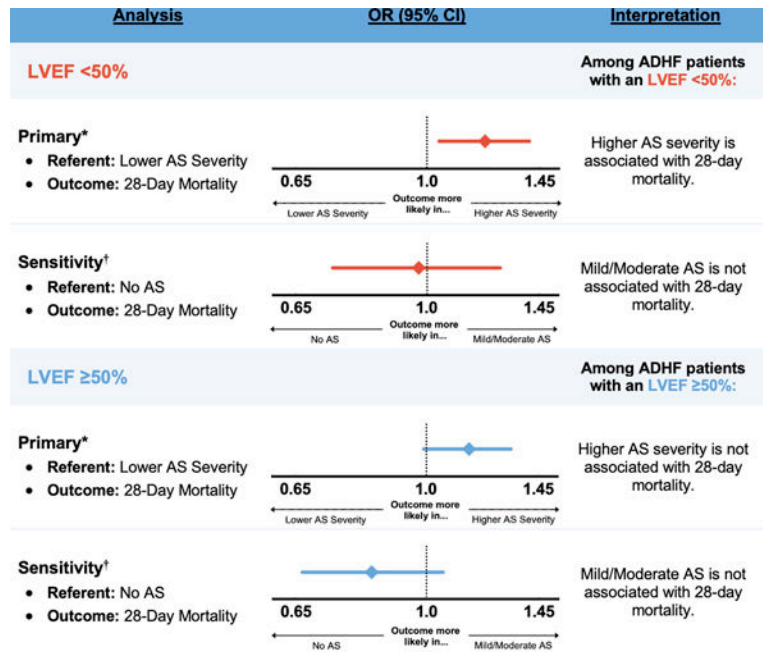 Analysis OR (95% CI) Interpretation
LVEF <50%
Among ADHF patients
with an LVEF <50%:
Primary*
• Referent: Lower AS Severity
• Outcome: 28-Day Mortality
0.65 1.0 1.45
Outcome more
likely in...
Lower AS Severity Higher AS Severity
Higher AS severity is
associated with 28-day
mortality.
Sensitivity†
• Referent: No AS
• Outcome: 28-Day Mortality
0.65 1.0 1.45
Outcome more
likely in...
No AS Mild/Moderate AS
Mild/Moderate AS is not
associated with 28-day
mortality.
LVEF ≥50%
Among ADHF patients
with an LVEF ≥50%:
Primary*
• Referent: Lower AS Severity
• Outcome: 28-Day Mortality
0.65 1.0 1.45
Outcome more
likely in...
Lower AS Severity Higher AS Severity
Higher AS severity is not
associated with 28-day
mortality.
Sensitivity†
• Referent: No AS
• Outcome: 28-Day Mortality
0.65 1.0 1.45
Outcome more
likely in...
No AS Mild/Moderate AS
Mild/Moderate AS is not
associated with 28-day
mortality.